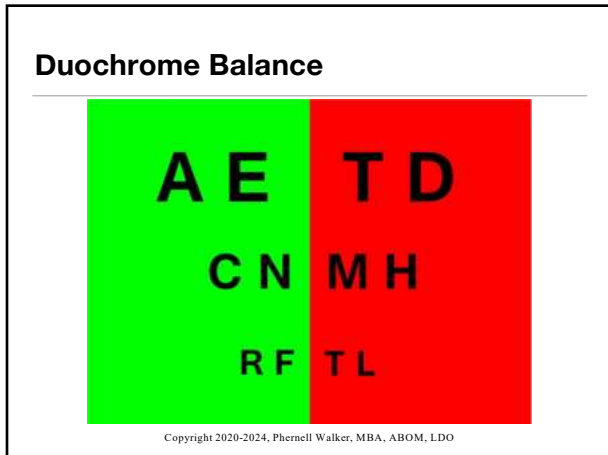 Duochrome Balance
A E T D
C N M H
R F T L
Copyright 2020-2024, Phernell Walker, MBA, ABOM, LDO